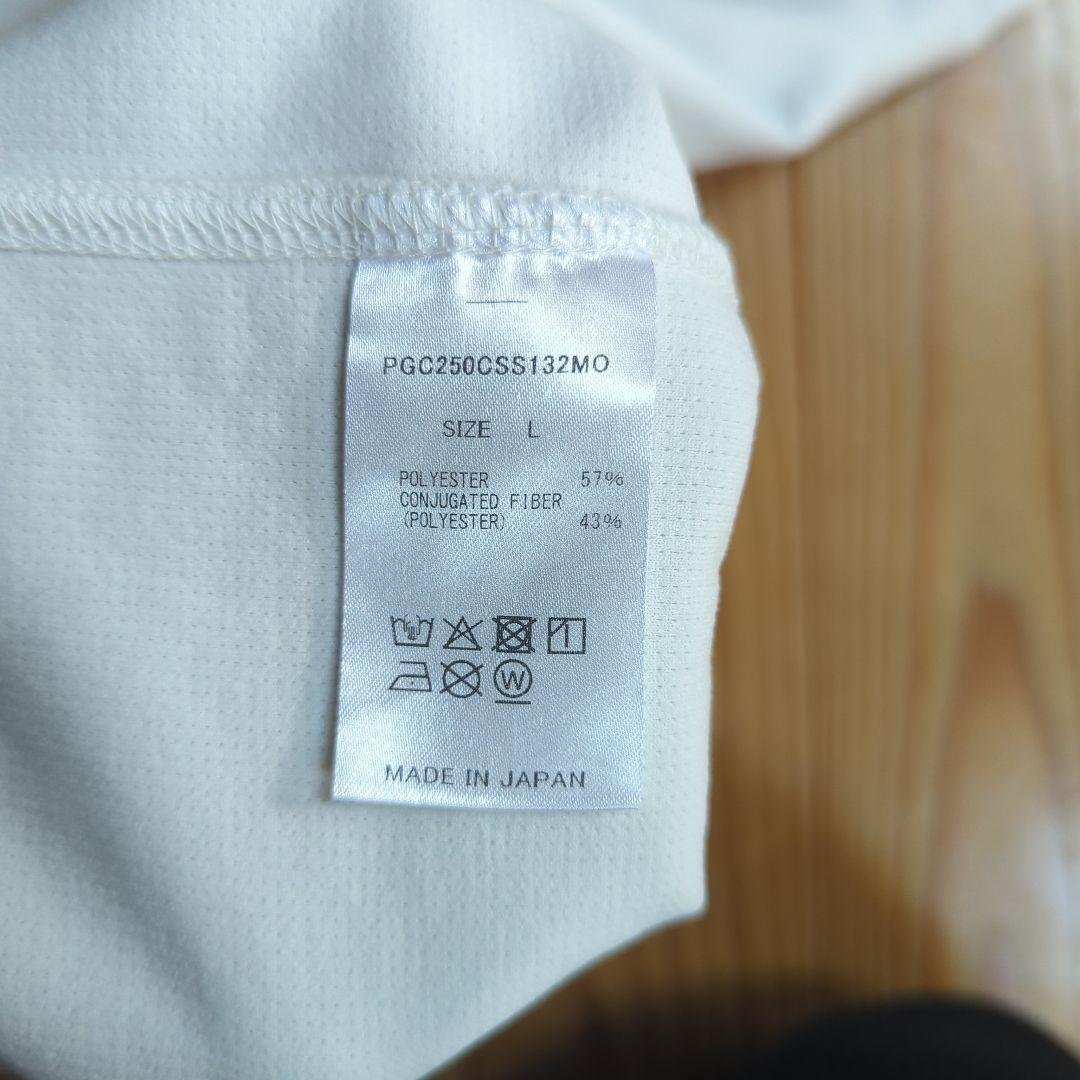 PGC250CSS132MO
SIZE L
POLYESTER 57%
CONJUGATED FIBER
(POLYESTER) 43%
W
MADE IN JAPAN